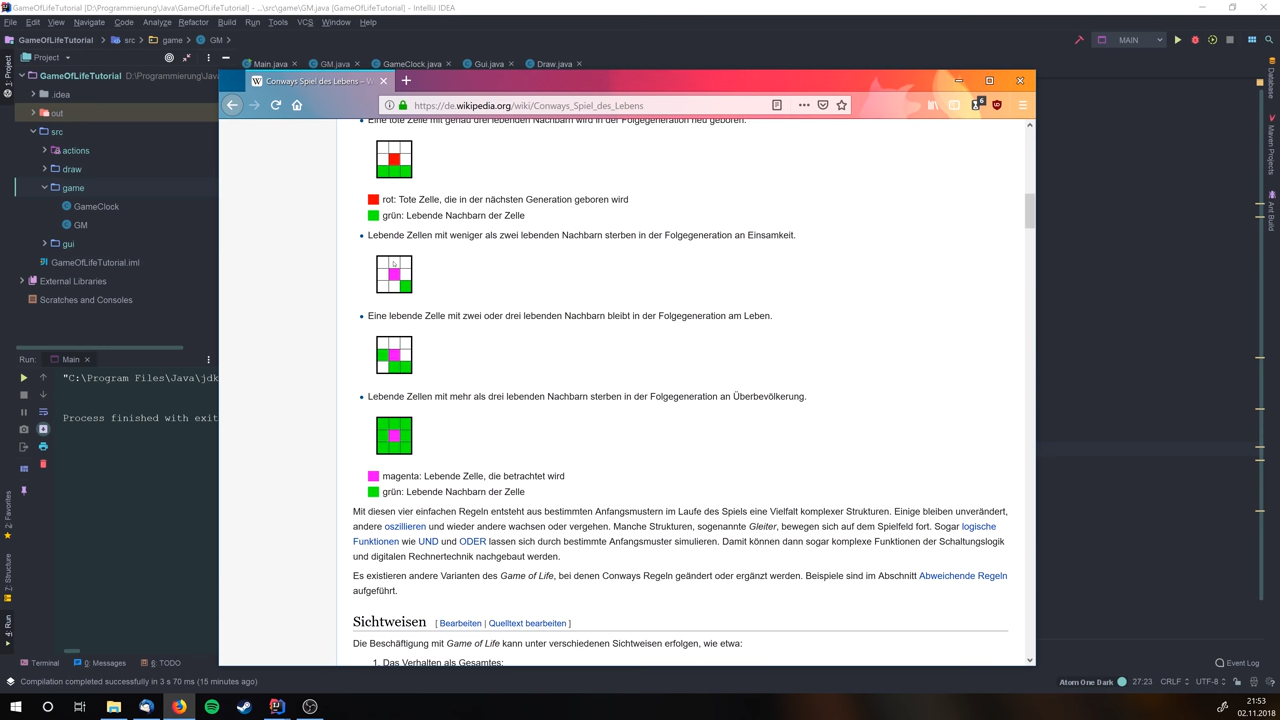 GameOfLifeTutorial [D:\Programmierung\Java\GameOfLifeTutorial] - ...\src\game\GM.java [GameOfLifeTutorial] - IntelliJ IDEA
File Edit View Navigate Code Analyze Refactor Build Run Tools VCS Window Help
GameOfLifeTutorial src game GM MAIN
Project
Main.java GM.java GameClock.java Gui.java Draw.java
GameOfLifeTutorial D:\Programmierung\Java
.idea
out
src
actions
draw
game
GameClock
GM
gui
GameOfLifeTutorial.iml
External Libraries
Scratches and Consoles
1: Project
Conways Spiel des Lebens – W
https://de.wikipedia.org/wiki/Conways_Spiel_des_Lebens
6
Eine tote Zelle mit genau drei lebenden Nachbarn wird in der Folgegeneration neu geboren.
rot: Tote Zelle, die in der nächsten Generation geboren wird
grün: Lebende Nachbarn der Zelle
Lebende Zellen mit weniger als zwei lebenden Nachbarn sterben in der Folgegeneration an Einsamkeit.
Eine lebende Zelle mit zwei oder drei lebenden Nachbarn bleibt in der Folgegeneration am Leben.
Lebende Zellen mit mehr als drei lebenden Nachbarn sterben in der Folgegeneration an Überbevölkerung.
magenta: Lebende Zelle, die betrachtet wird
grün: Lebende Nachbarn der Zelle
Mit diesen vier einfachen Regeln entsteht aus bestimmten Anfangsmustern im Laufe des Spiels eine Vielfalt komplexer Strukturen. Einige bleiben unverändert,
andere oszillieren und wieder andere wachsen oder vergehen. Manche Strukturen, sogenannte Gleiter, bewegen sich auf dem Spielfeld fort. Sogar logische
Funktionen wie UND und ODER lassen sich durch bestimmte Anfangsmuster simulieren. Damit können dann sogar komplexe Funktionen der Schaltungslogik
und digitalen Rechnertechnik nachgebaut werden.
Es existieren andere Varianten des Game of Life, bei denen Conways Regeln geändert oder ergänzt werden. Beispiele sind im Abschnitt Abweichende Regeln
aufgeführt.
Sichtweisen [ Bearbeiten | Quelltext bearbeiten ]
Die Beschäftigung mit Game of Life kann unter verschiedenen Sichtweisen erfolgen, wie etwa:
1. Das Verhalten als Gesamtes:
Database
Maven Projects
Ant Build
Run: Main
"C:\Program Files\Java\jdk
Process finished with exit
2: Favorites
7: Structure
4: Run
Terminal 0: Messages 6: TODO Event Log
Compilation completed successfully in 3 s 70 ms (15 minutes ago) Atom One Dark 27:23 CRLF UTF-8
21:53
02.11.2018